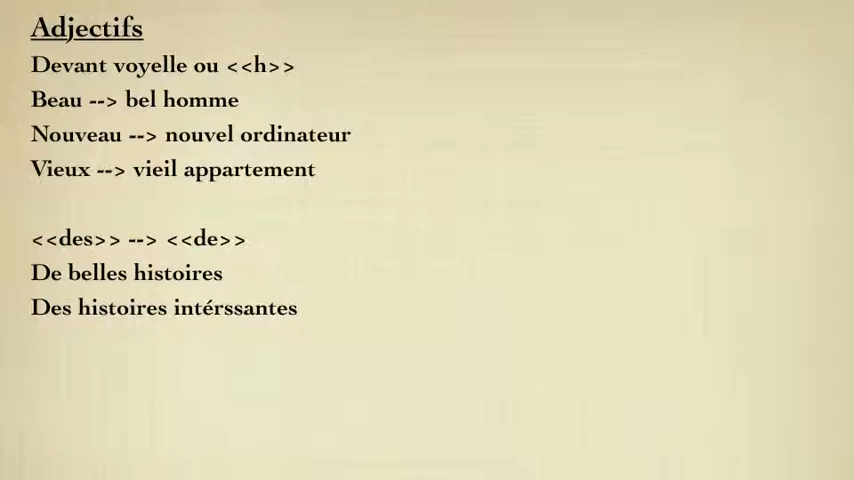 Adjectifs
Devant voyelle ou <<h>>
Beau --> bel homme
Nouveau --> nouvel ordinateur
Vieux --> vieil appartement
<<des>> --> <<de>>
De belles histoires
Des histoires intérssantes